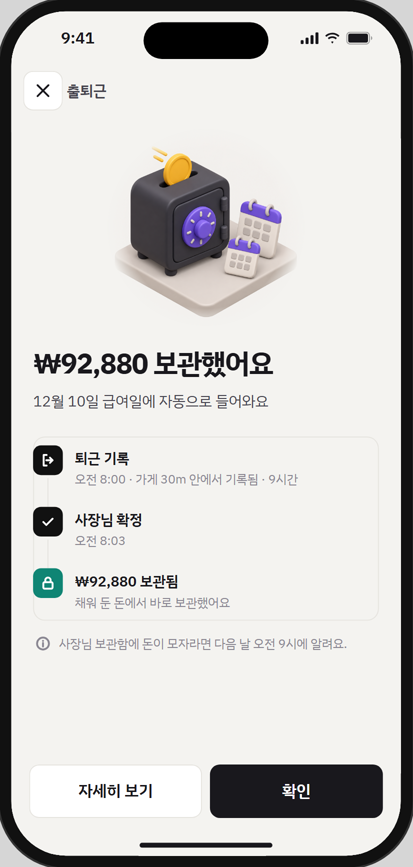 9:41
출퇴근
₩92,880 보관했어요
12월 10일 급여일에 자동으로 들어와요
퇴근 기록
오전 8:00 · 가게 30m 안에서 기록됨 · 9시간
사장님 확정
오전 8:03
₩92,880 보관됨
채워 둔 돈에서 바로 보관했어요
사장님 보관함에 돈이 모자라면 다음 날 오전 9시에 알려요.
자세히 보기
확인